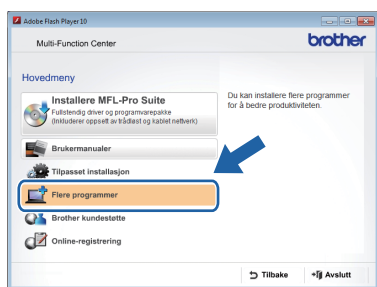 Adobe Flash Player 10
Multi-Function Center
brother
Hovedmeny
Installere MFL-Pro Suite
Fullstendig driver og programvarepakke
(Inkluderer oppsett av trådløst og kablet nettverk)
Du kan installere flere programmer
for å bedre produktiviteten.
Brukermanualer
Tilpasset installasjon
Flere programmer
Brother kundestøtte
Online-registrering
Tilbake
Avslutt